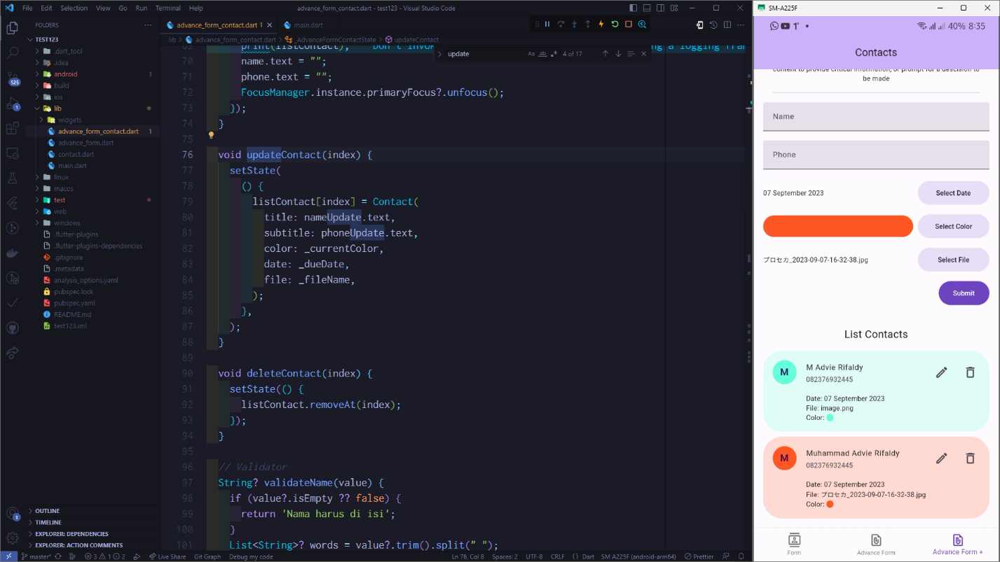 File Edit Selection View Go Run Terminal Help
advance_form_contact.dart - test123 - Visual Studio Code
FOLDERS
TEST123
.dart_tool
.idea
android 1
build
ios
lib
widgets
advance_form_contact.dart 1
advance_form.dart
contact.dart
main.dart
linux
macos
test
web
windows
.flutter-plugins
.flutter-plugins-dependencies
.gitignore
.metadata
analysis_options.yaml
pubspec.lock
pubspec.yaml
README.md
test123.iml
OUTLINE
TIMELINE
EXPLORER: DEPENDENCIES
EXPLORER: ACTION COMMENTS
525
1
1
advance_form_contact.dart 1
main.dart
lib > advance_form_contact.dart > _AdvanceFormContactState > updateContact
update
Aa ab .* 4 of 17
70 name.text = "";
71 phone.text = "";
72 FocusManager.instance.primaryFocus?.unfocus();
73 });
74 }
75
76 void updateContact(index) {
77 setState(
78 () {
79 listContact[index] = Contact(
80 title: nameUpdate.text,
81 subtitle: phoneUpdate.text,
82 color: _currentColor,
83 date: _dueDate,
84 file: _fileName,
85 );
86 },
87 );
88 }
89
90 void deleteContact(index) {
91 setState(() {
92 listContact.removeAt(index);
93 });
94 }
95
96 // Validator
97 String? validateName(value) {
98 if (value?.isEmpty ?? false) {
99 return 'Nama harus di isi';
100 }
101 List<String>? words = value?.trim().split(" ");
master* 3 1 2 Live Share Git Graph Debug my code
Ln 76, Col 8 Spaces: 2 UTF-8 CRLF {} Dart SM A225F (android-arm64) Prettier
SM-A225F
40% 8:35
Contacts
content to provide critical information, or prompt for a descision to
be made
Name
Phone
07 September 2023
Select Date
Select Color
プロセカ_2023-09-07-16-32-38.jpg
Select File
Submit
List Contacts
M
M Advie Rifaldy
082376932445
Date: 07 September 2023
File: image.png
Color:
M
Muhammad Advie Rifaldy
082376932445
Date: 07 September 2023
File: プロセカ_2023-09-07-16-32-38.jpg
Color:
Form
Advance Form
Advance Form +